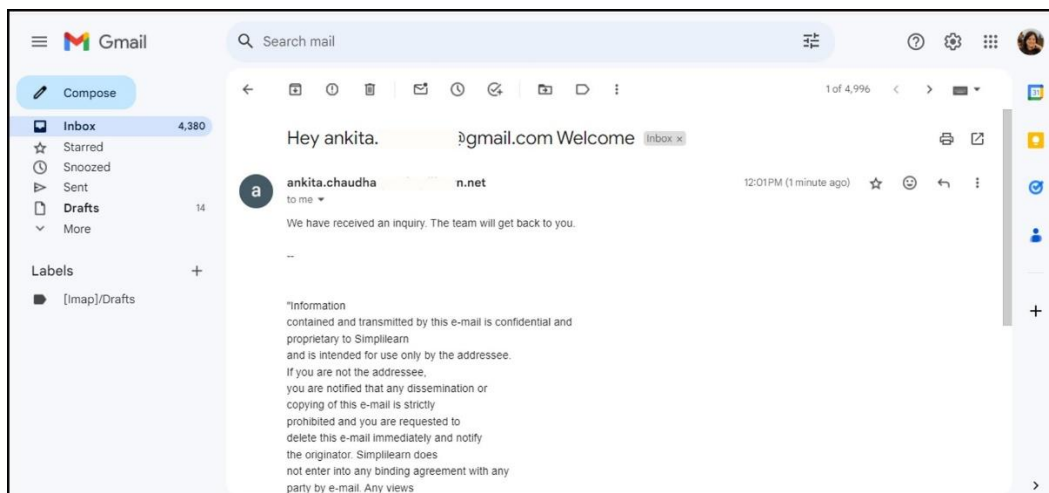 Gmail
Search mail
Compose
1 of 4,996
Inbox 4,380
Starred
Snoozed
Sent
Drafts 14
More
Labels
[Imap]/Drafts
Hey ankita. @gmail.com Welcome Inbox x
a
ankita.chaudha n.net 12:01 PM (1 minute ago)
to me
We have received an inquiry. The team will get back to you.
--
"Information
contained and transmitted by this e-mail is confidential and
proprietary to Simplilearn
and is intended for use only by the addressee.
If you are not the addressee,
you are notified that any dissemination or
copying of this e-mail is strictly
prohibited and you are requested to
delete this e-mail immediately and notify
the originator. Simplilearn does
not enter into any binding agreement with any
party by e-mail. Any views
31